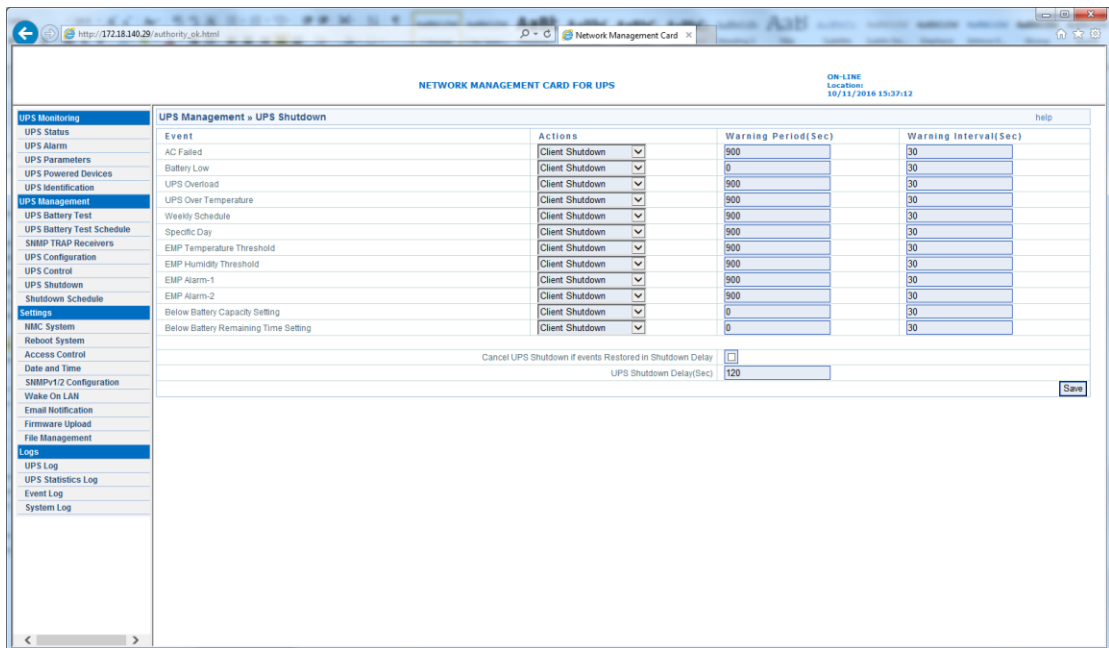 http://172.18.140.29/authority_ok.html
Network Management Card
NETWORK MANAGEMENT CARD FOR UPS
ON-LINE
Location:
10/11/2016 15:37:12
UPS Monitoring
UPS Status
UPS Alarm
UPS Parameters
UPS Powered Devices
UPS Identification
UPS Management
UPS Battery Test
UPS Battery Test Schedule
SNMP TRAP Receivers
UPS Configuration
UPS Control
UPS Shutdown
Shutdown Schedule
Settings
NMC System
Reboot System
Access Control
Date and Time
SNMPv1/2 Configuration
Wake On LAN
Email Notification
Firmware Upload
File Management
Logs
UPS Log
UPS Statistics Log
Event Log
System Log
UPS Management » UPS Shutdown help
Event Actions Warning Period(Sec) Warning Interval(Sec)
AC Failed Client Shutdown 900 30
Battery Low Client Shutdown 0 30
UPS Overload Client Shutdown 900 30
UPS Over Temperature Client Shutdown 900 30
Weekly Schedule Client Shutdown 900 30
Specific Day Client Shutdown 900 30
EMP Temperature Threshold Client Shutdown 900 30
EMP Humidity Threshold Client Shutdown 900 30
EMP Alarm-1 Client Shutdown 900 30
EMP Alarm-2 Client Shutdown 900 30
Below Battery Capacity Setting Client Shutdown 0 30
Below Battery Remaining Time Setting Client Shutdown 0 30
Cancel UPS Shutdown if events Restored in Shutdown Delay
UPS Shutdown Delay(Sec) 120
Save